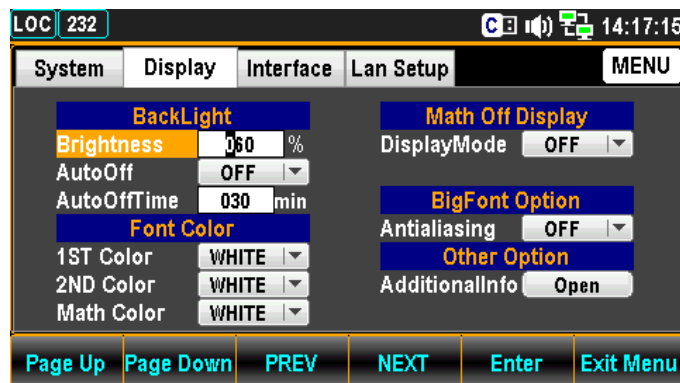 LOC 232 C 14:17:15
System Display Interface Lan Setup MENU
BackLight
Brightness 060 %
AutoOff OFF
AutoOffTime 030 min
Font Color
1ST Color WHITE
2ND Color WHITE
Math Color WHITE
Math Off Display
DisplayMode OFF
BigFont Option
Antialiasing OFF
Other Option
AdditionalInfo Open
Page Up Page Down PREV NEXT Enter Exit Menu